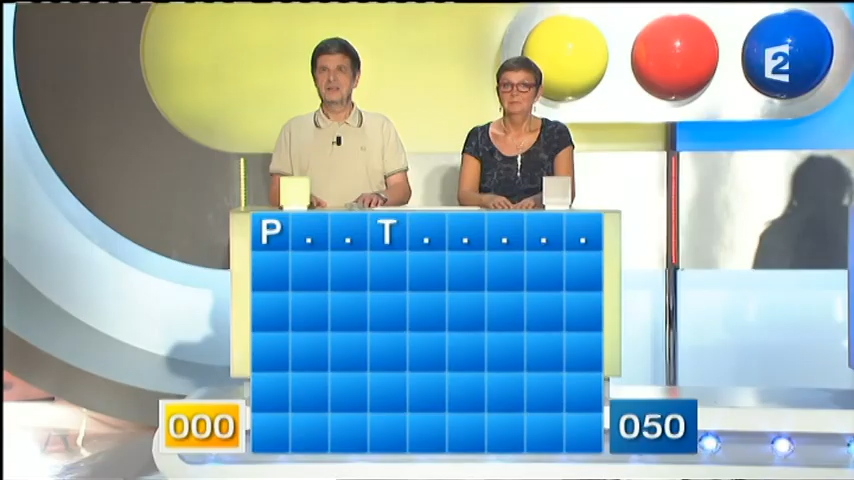 2
P . . T . . . . .
000
050